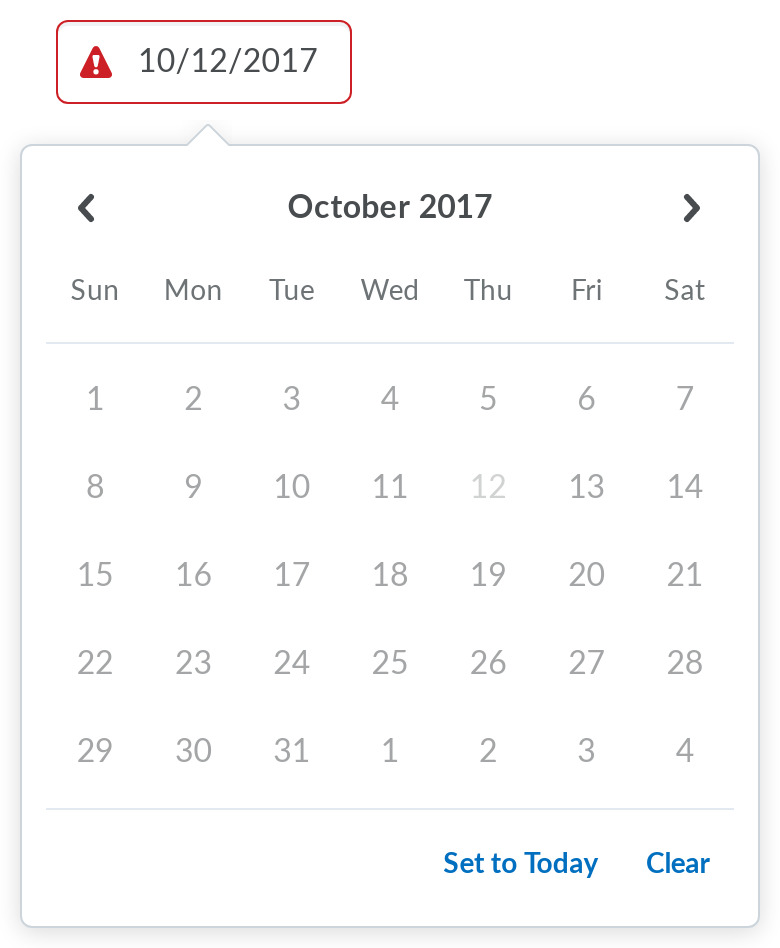 10/12/2017
October 2017
Sun Mon Tue Wed Thu Fri Sat
1 2 3 4 5 6 7
8 9 10 11 12 13 14
15 16 17 18 19 20 21
22 23 24 25 26 27 28
29 30 31 1 2 3 4
Set to Today Clear